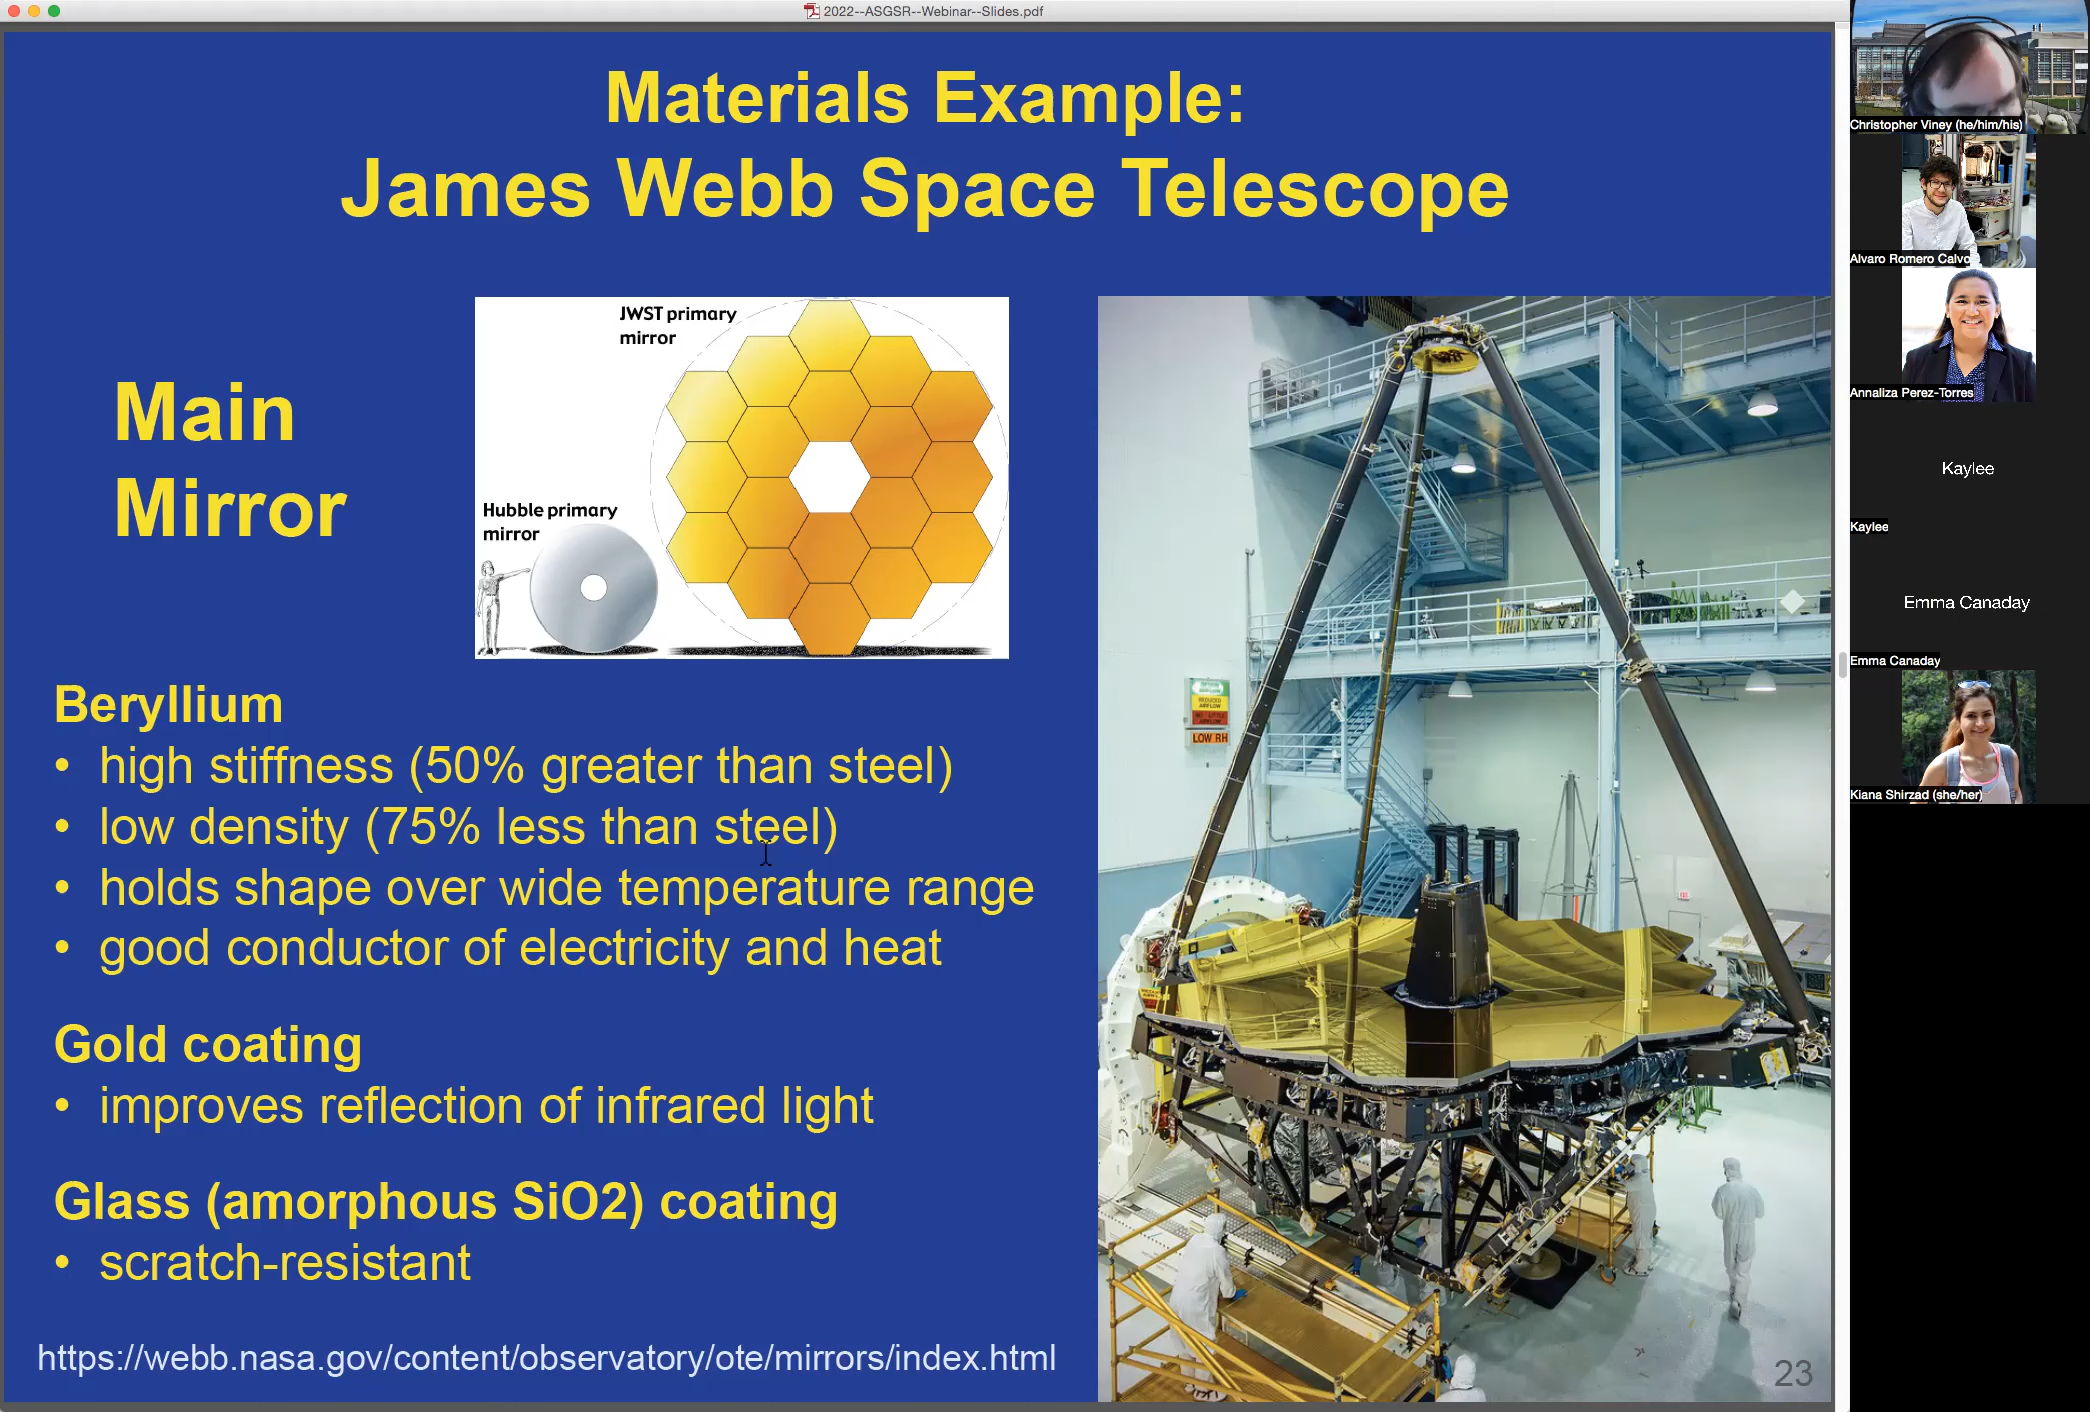 2022--ASGSR--Webinar--Slides.pdf
Materials Example:
James Webb Space Telescope
Main
Mirror
JWST primary
mirror
Hubble primary
mirror
Beryllium
• high stiffness (50% greater than steel)
• low density (75% less than steel)
• holds shape over wide temperature range
• good conductor of electricity and heat
Gold coating
• improves reflection of infrared light
Glass (amorphous SiO2) coating
• scratch-resistant
https://webb.nasa.gov/content/observatory/ote/mirrors/index.html
REDUCED
AIRFLOW
LOW RH
EXIT
23
Christopher Viney (he/him/his)
Alvaro Romero Calvo
Annaliza Perez-Torres
Kaylee
Kaylee
Emma Canaday
Emma Canaday
Kiana Shirzad (she/her)